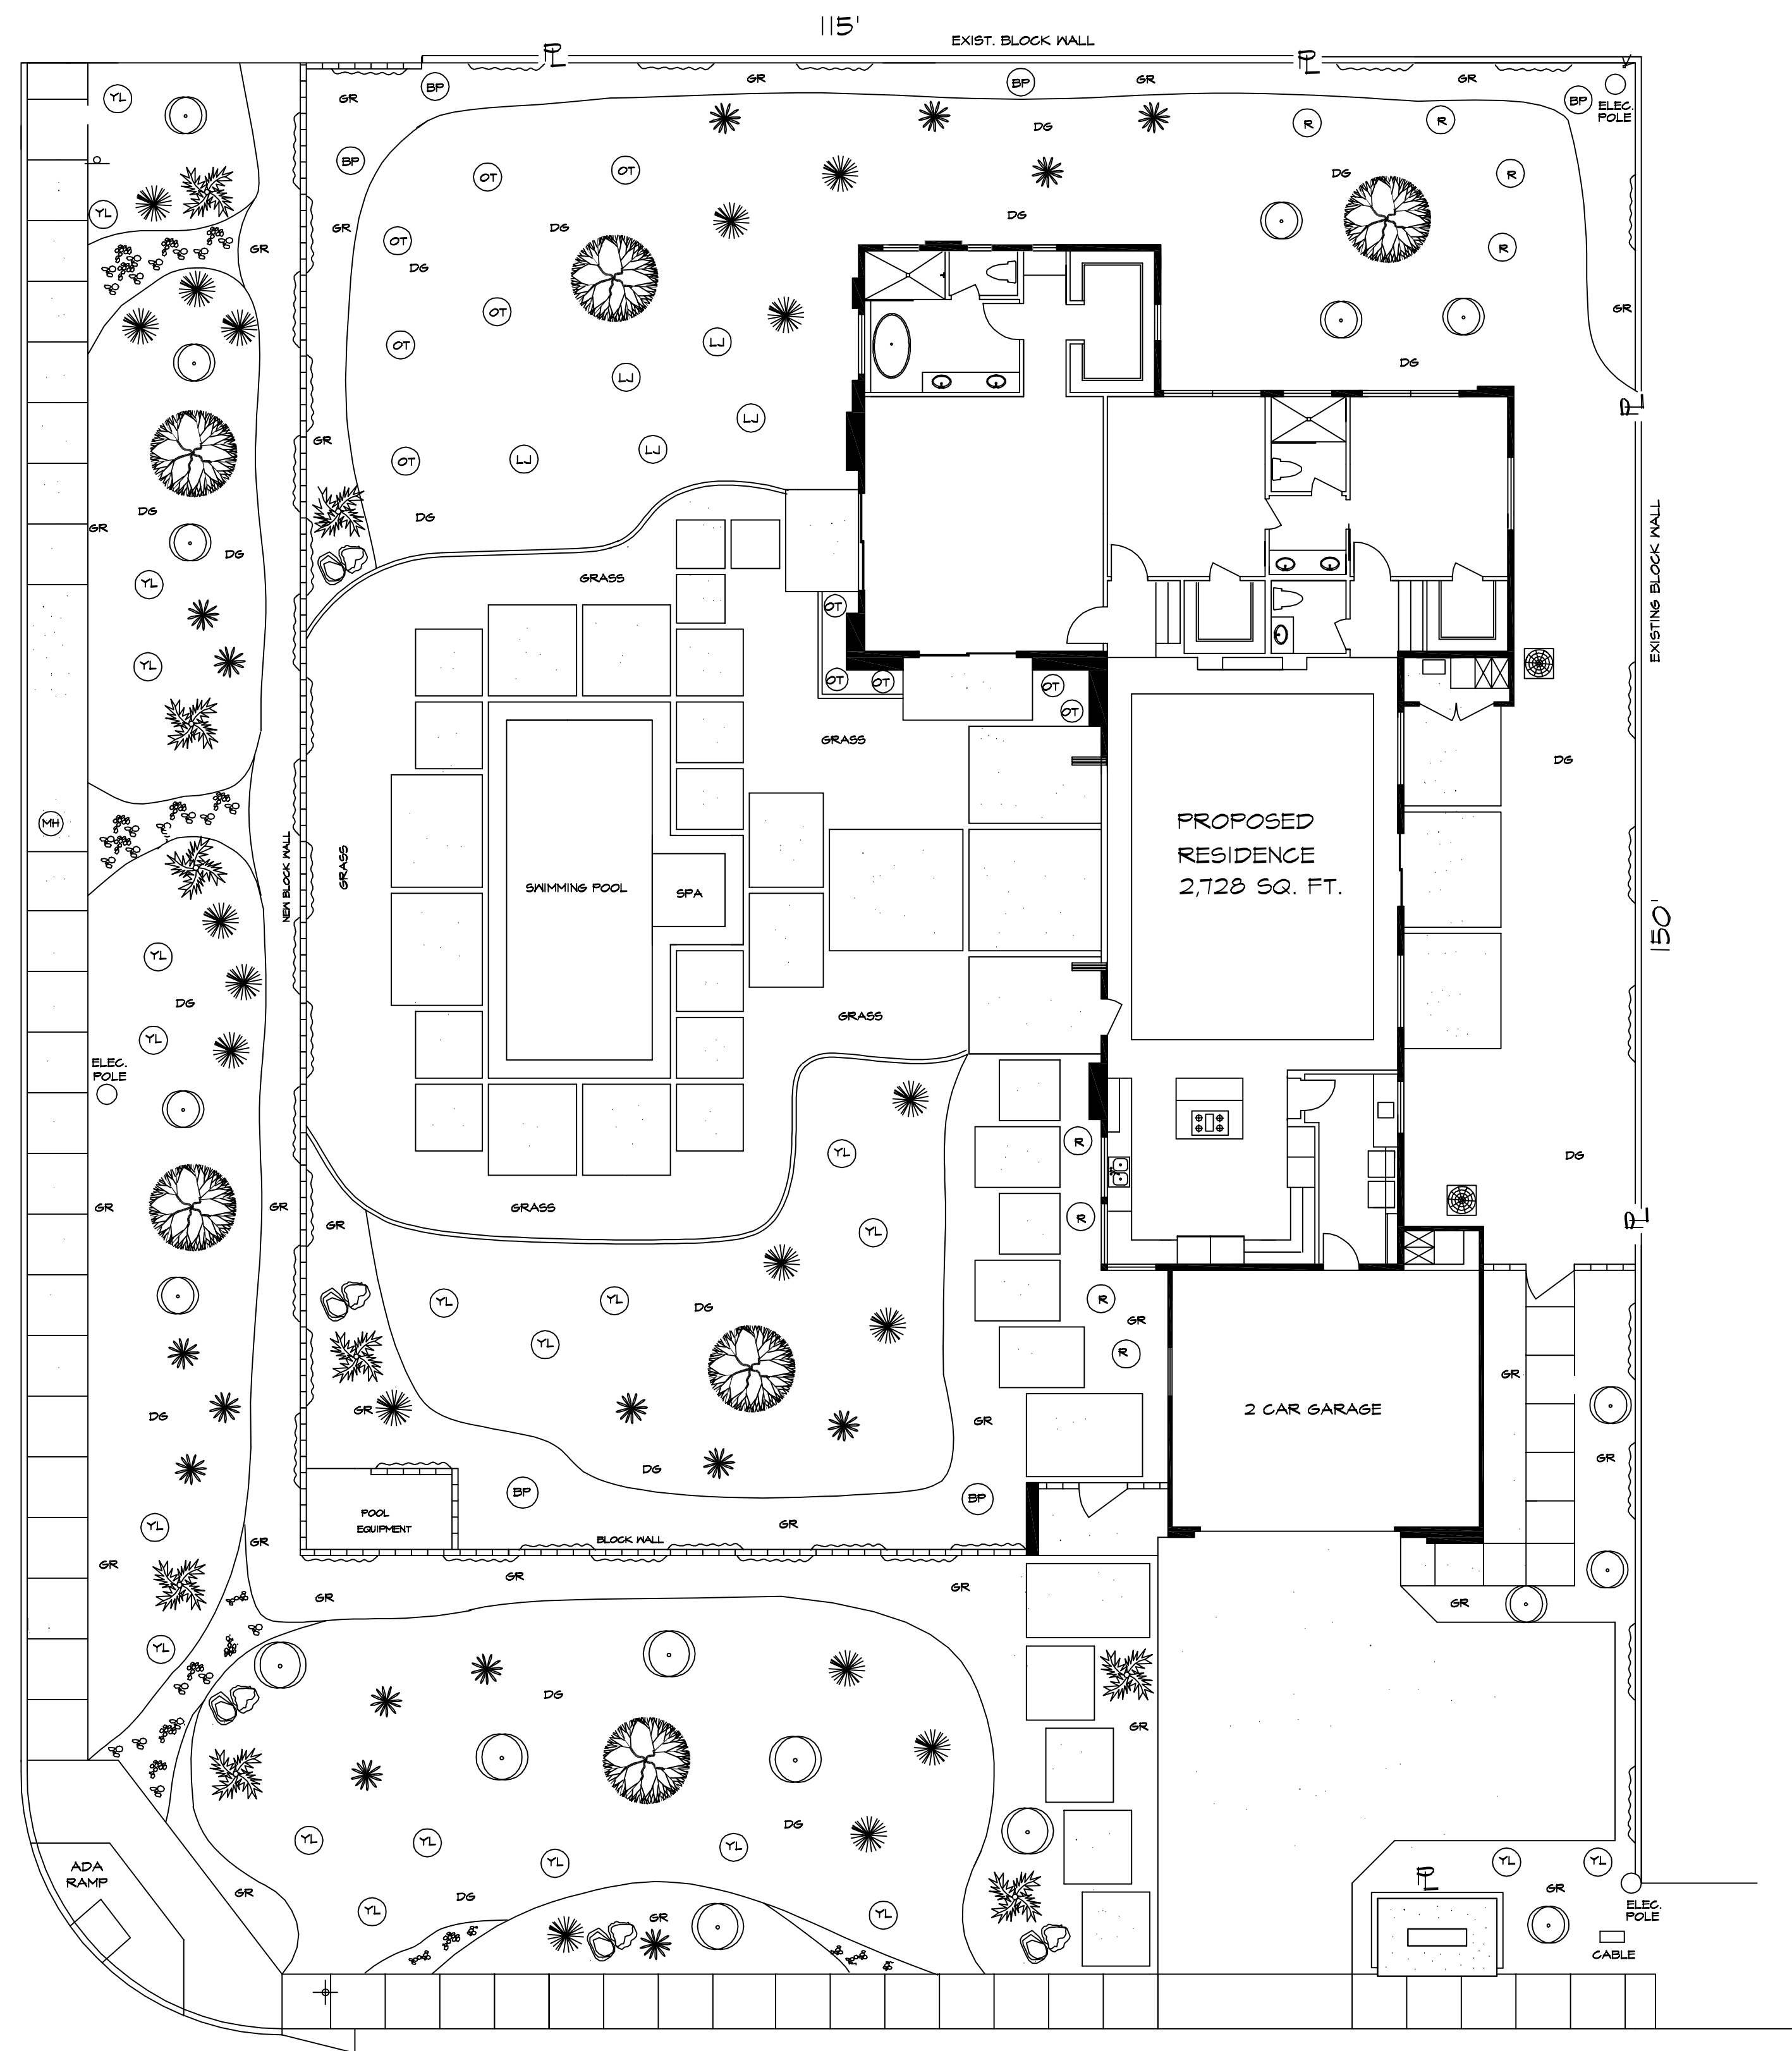 115'
EXIST. BLOCK WALL
PL
PL
GR
GR
GR
YL
BP
BP
GR
BP
ELEC.
POLE
DG
R
R
BP
OT
OT
DG
R
YL
DG
GR
GR
DG
OT
R
DG
OT
GR
OT
LJ
DG
LJ
PL
LJ
GR
OT
LJ
LJ
DG
DG
GR
DG
EXISTING BLOCK WALL
GRASS
YL
OT
YL
OT
OT
OT
OT
GRASS
DG
MH
PROPOSED
RESIDENCE
2,728 SQ. FT.
NEW BLOCK WALL
GRASS
SWIMMING POOL
SPA
150'
YL
DG
GRASS
YL
ELEC.
POLE
R
YL
DG
GR
GR
GRASS
R
PL
GR
YL
YL
YL
DG
R
GR
YL
R
GR
DG
GR
GR
2 CAR GARAGE
GR
DG
BP
BP
YL
POOL
EQUIPMENT
GR
GR
BLOCK WALL
GR
GR
GR
GR
GR
YL
DG
GR
DG
YL
YL
YL
YL
YL
YL
ADA
RAMP
PL
GR
DG
GR
YL
YL
GR
ELEC.
POLE
CABLE